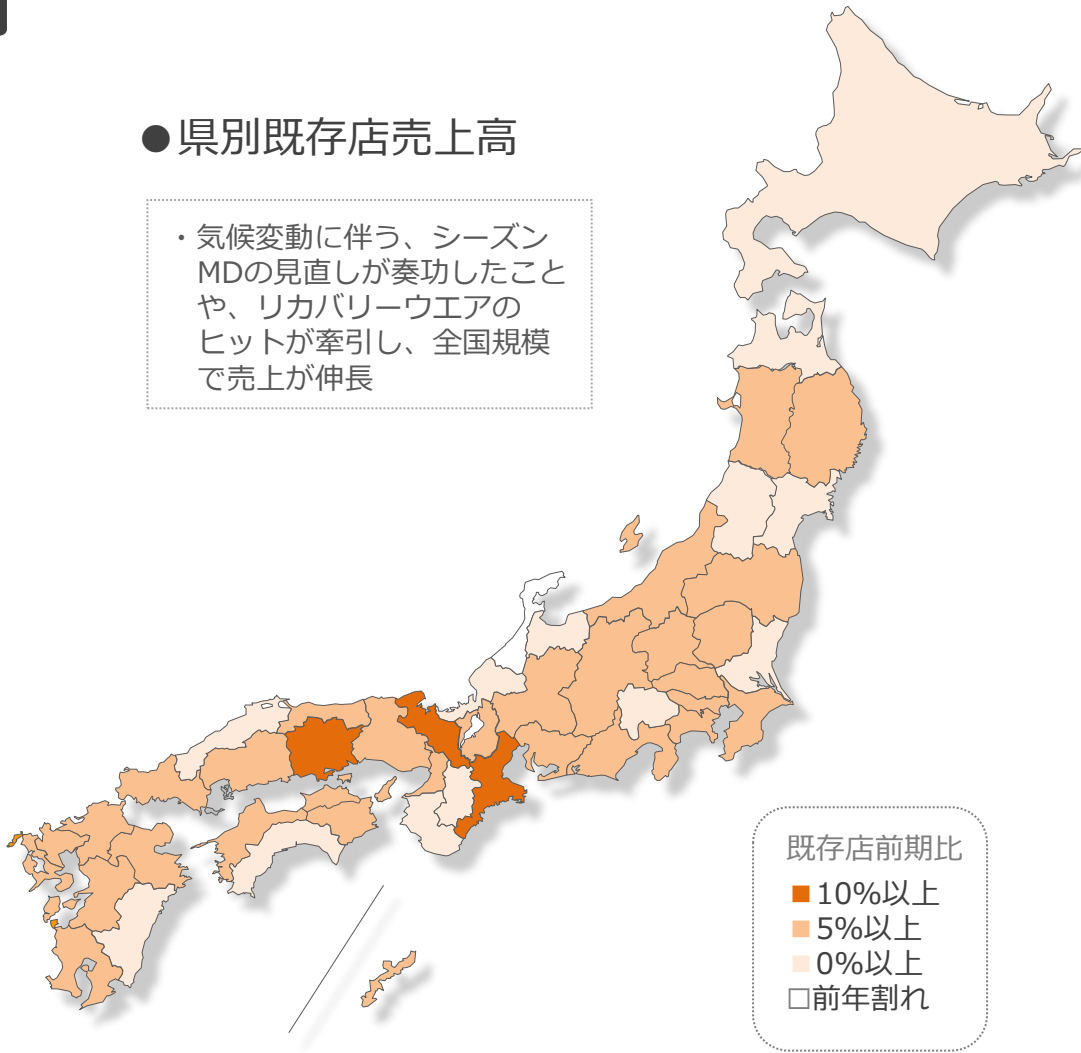 ●県別既存店売上高
・気候変動に伴う、シーズン
MDの見直しが奏功したこと
や、リカバリーウエアの
ヒットが牽引し、全国規模
で売上が伸長
既存店前期比
■10%以上
■5%以上
■0%以上
□前年割れ